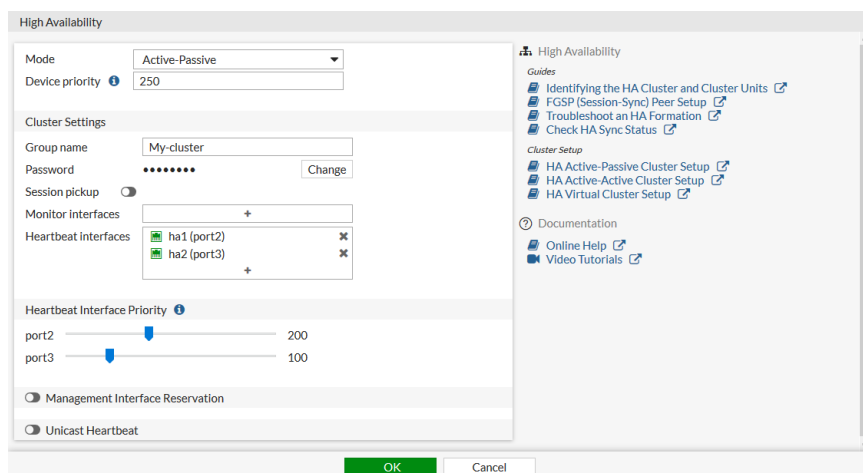 High Availability
Mode Active-Passive
Device priority 250
Cluster Settings
Group name My-cluster
Password •••••••• Change
Session pickup
Monitor interfaces +
Heartbeat interfaces ha1 (port2)
ha2 (port3)
+
Heartbeat Interface Priority
port2 200
port3 100
Management Interface Reservation
Unicast Heartbeat
OK Cancel
High Availability
Guides
Identifying the HA Cluster and Cluster Units
FGSP (Session-Sync) Peer Setup
Troubleshoot an HA Formation
Check HA Sync Status
Cluster Setup
HA Active-Passive Cluster Setup
HA Active-Active Cluster Setup
HA Virtual Cluster Setup
Documentation
Online Help
Video Tutorials